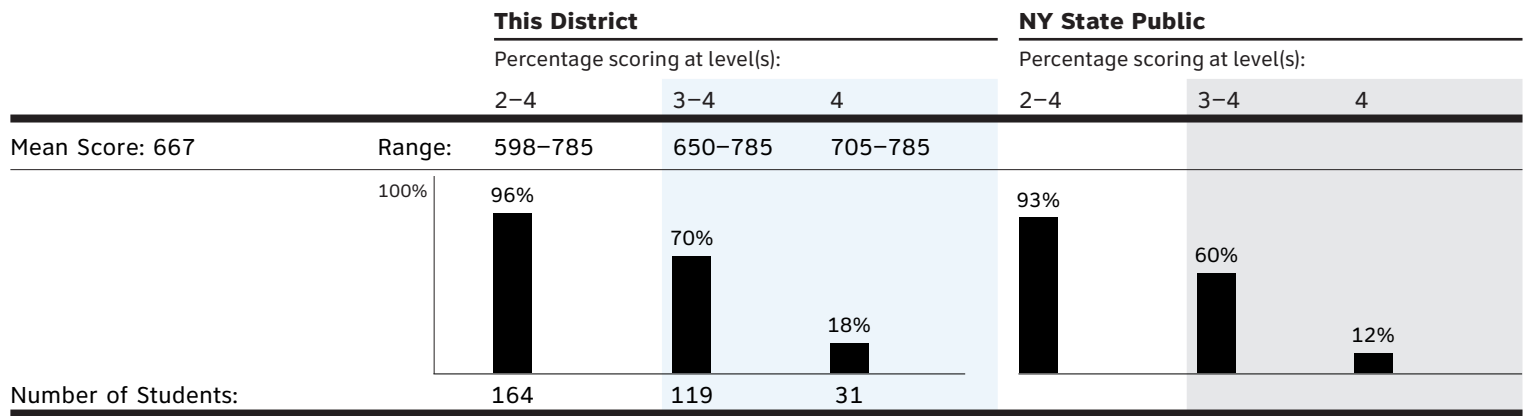 This District NY State Public
Percentage scoring at level(s): Percentage scoring at level(s):
2–4 3–4 4 2–4 3–4 4
Mean Score: 667 Range: 598–785 650–785 705–785
100% 96% 70% 18% 93% 60% 12%
Number of Students: 164 119 31